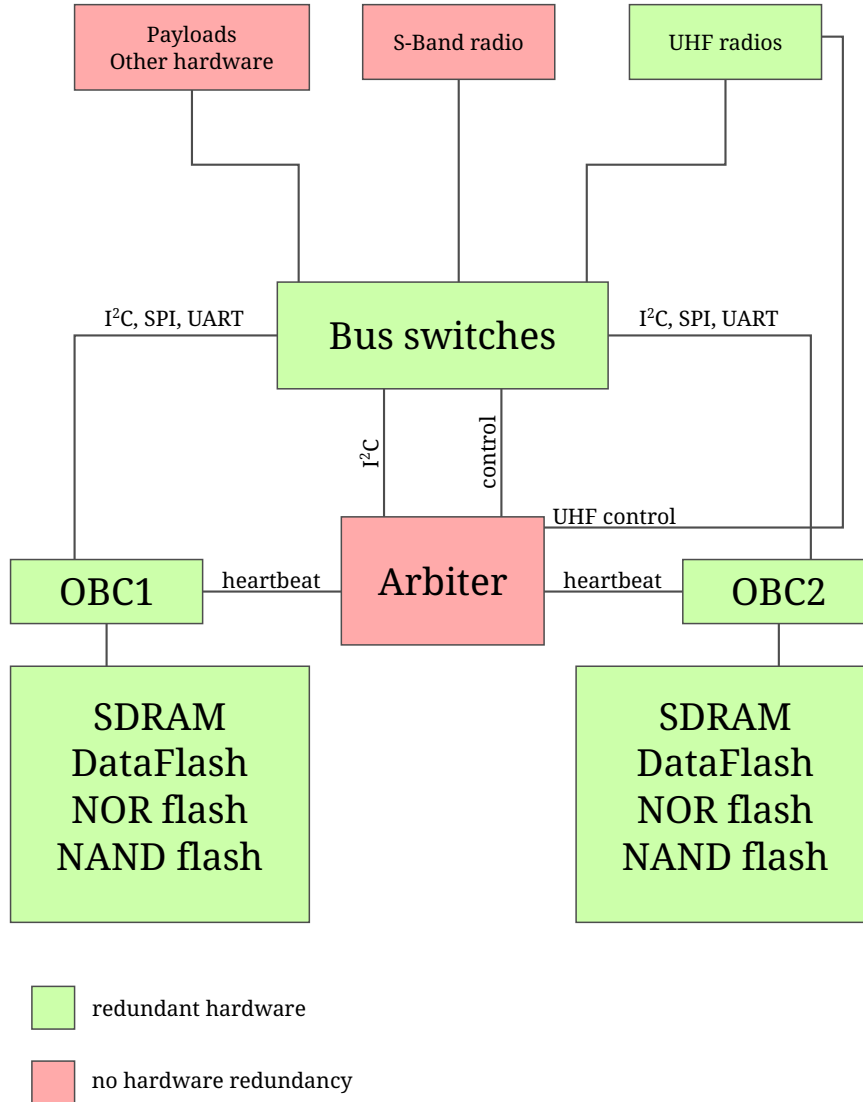 Payloads
Other hardware
S-Band radio
UHF radios
I²C, SPI, UART
Bus switches
I²C, SPI, UART
I²C
control
UHF control
OBC1
heartbeat
Arbiter
heartbeat
OBC2
SDRAM
DataFlash
NOR flash
NAND flash
SDRAM
DataFlash
NOR flash
NAND flash
redundant hardware
no hardware redundancy